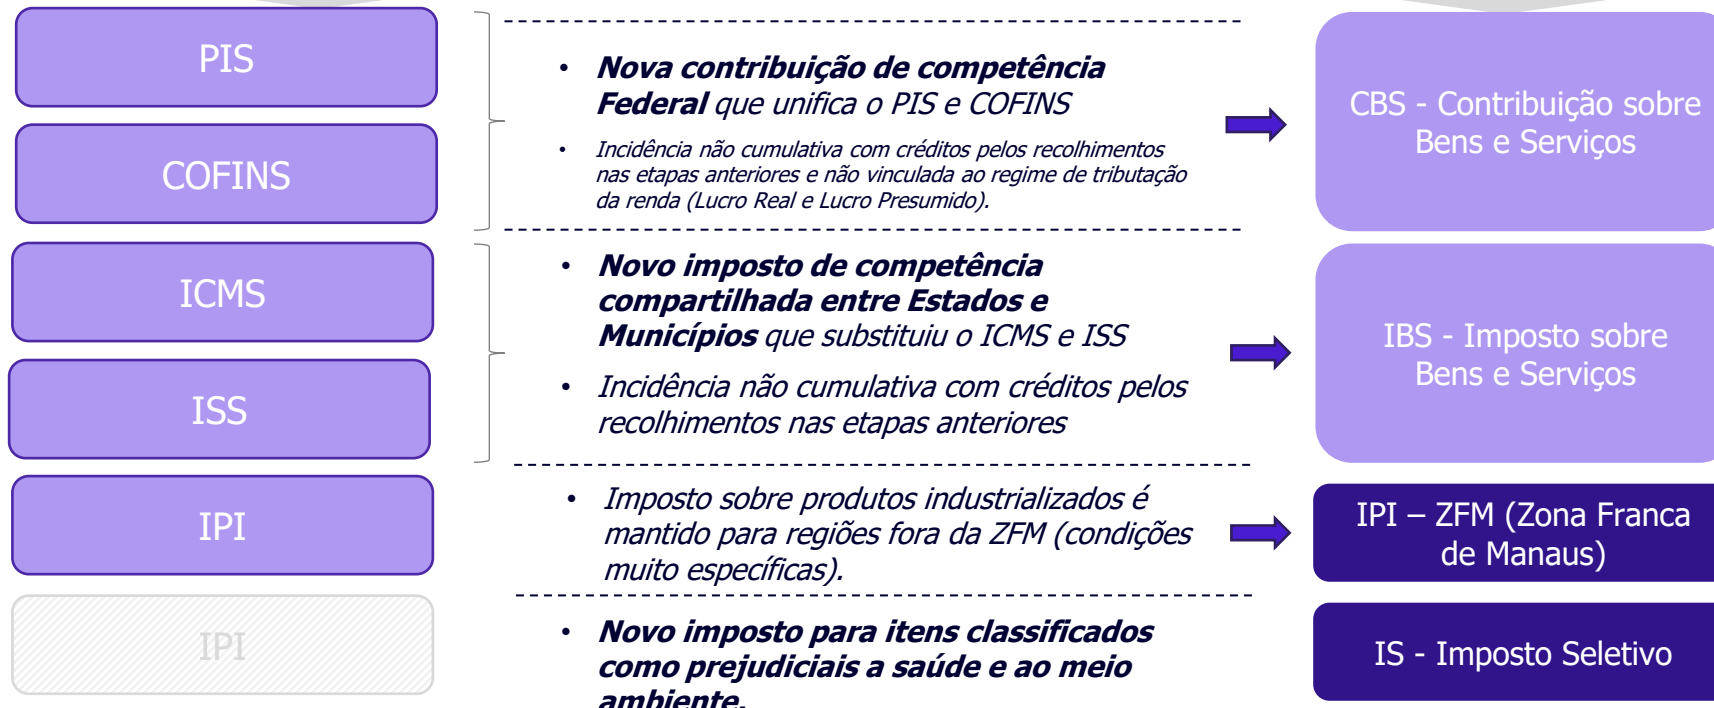 PIS
COFINS
ICMS
ISS
IPI
IPI
• Nova contribuição de competência
Federal que unifica o PIS e COFINS
• Incidência não cumulativa com créditos pelos recolhimentos
nas etapas anteriores e não vinculada ao regime de tributação
da renda (Lucro Real e Lucro Presumido).
• Novo imposto de competência
compartilhada entre Estados e
Municípios que substituiu o ICMS e ISS
• Incidência não cumulativa com créditos pelos
recolhimentos nas etapas anteriores
• Imposto sobre produtos industrializados é
mantido para regiões fora da ZFM (condições
muito específicas).
• Novo imposto para itens classificados
como prejudiciais a saúde e ao meio
ambiente.
CBS - Contribuição sobre
Bens e Serviços
IBS - Imposto sobre
Bens e Serviços
IPI – ZFM (Zona Franca
de Manaus)
IS - Imposto Seletivo